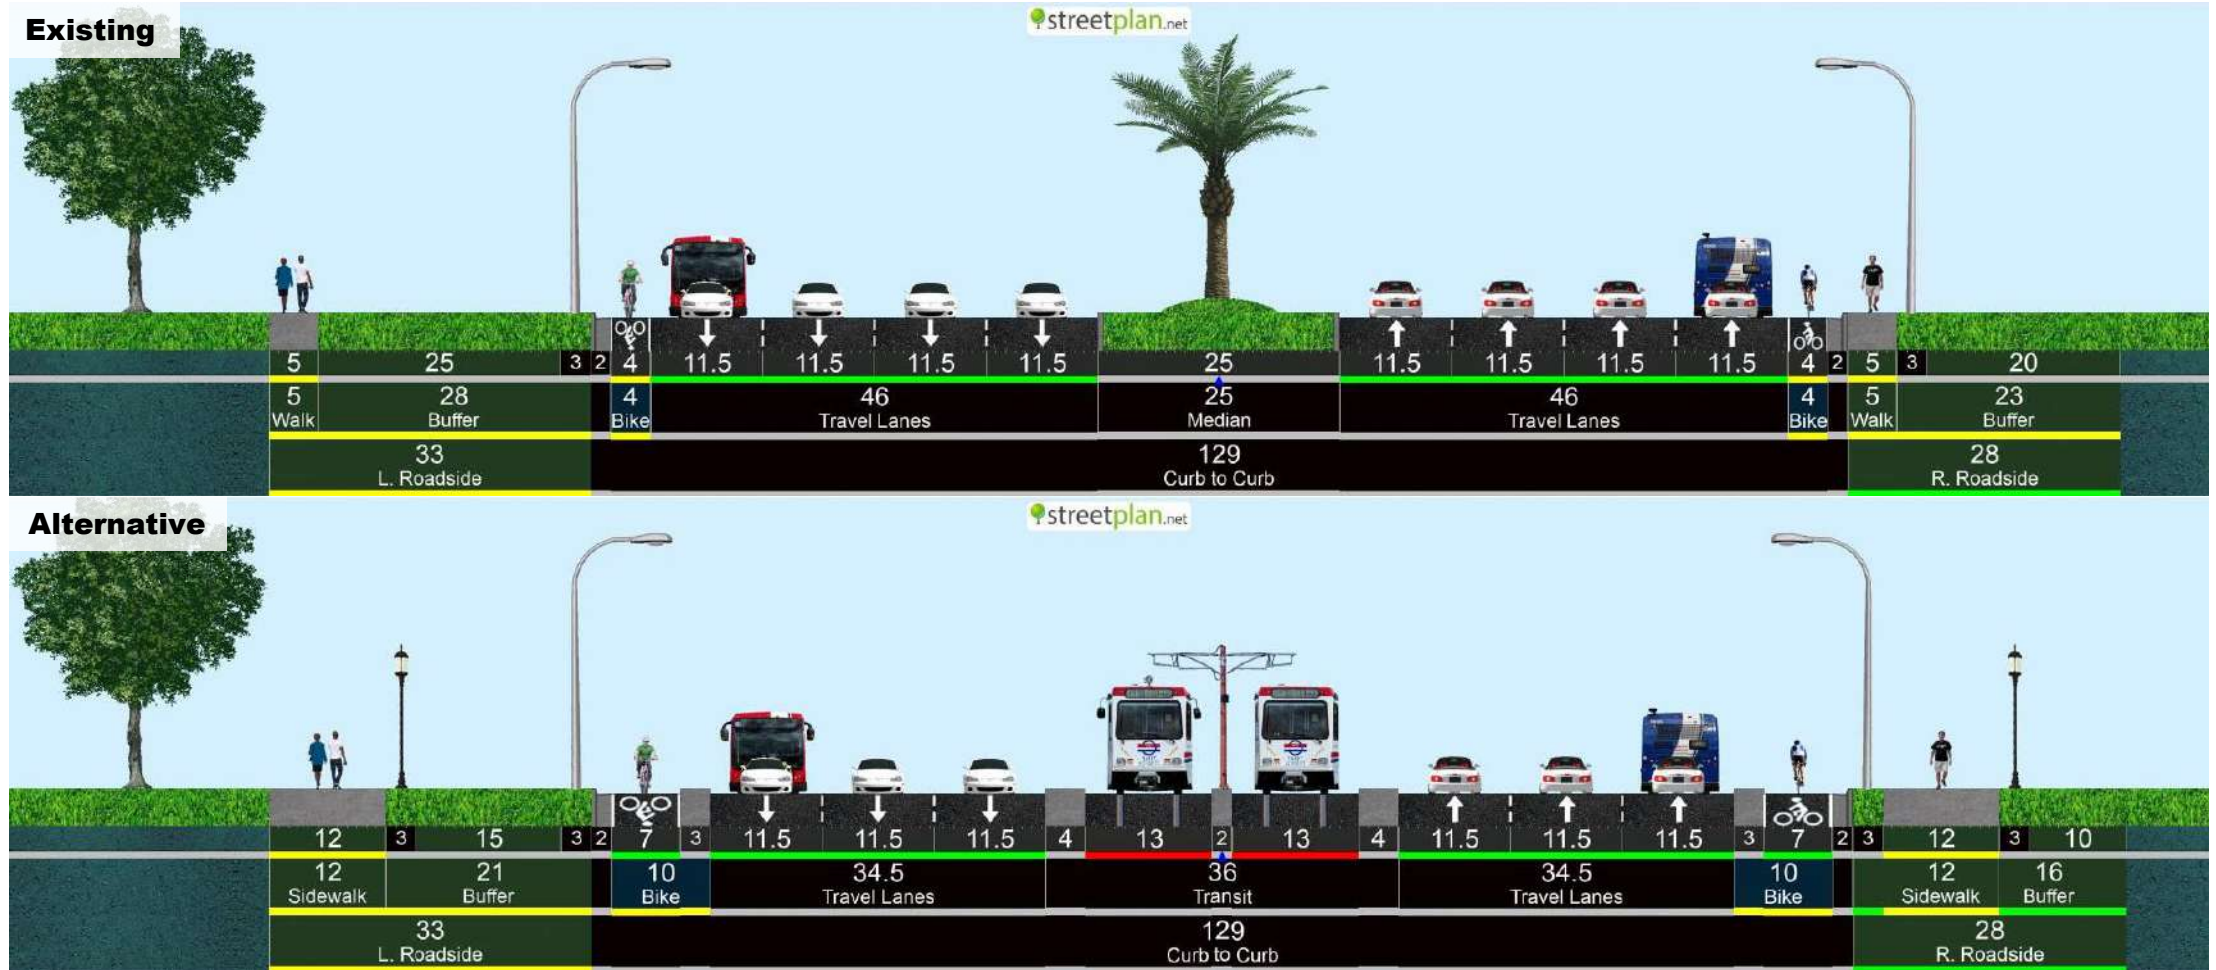 Existing
streetplan.net
5 25 3 2 4 11.5 11.5 11.5 11.5 25 11.5 11.5 11.5 11.5 4 2 5 3 20
5 28 4 46 25 46 4 5 23
Walk Buffer Bike Travel Lanes Median Travel Lanes Bike Walk Buffer
33 129 28
L. Roadside Curb to Curb R. Roadside
Alternative
streetplan.net
12 3 15 3 2 7 3 11.5 11.5 11.5 4 13 2 13 4 11.5 11.5 11.5 3 7 2 3 12 3 10
12 21 10 34.5 36 34.5 10 12 16
Sidewalk Buffer Bike Travel Lanes Transit Travel Lanes Bike Sidewalk Buffer
33 129 28
L. Roadside Curb to Curb R. Roadside